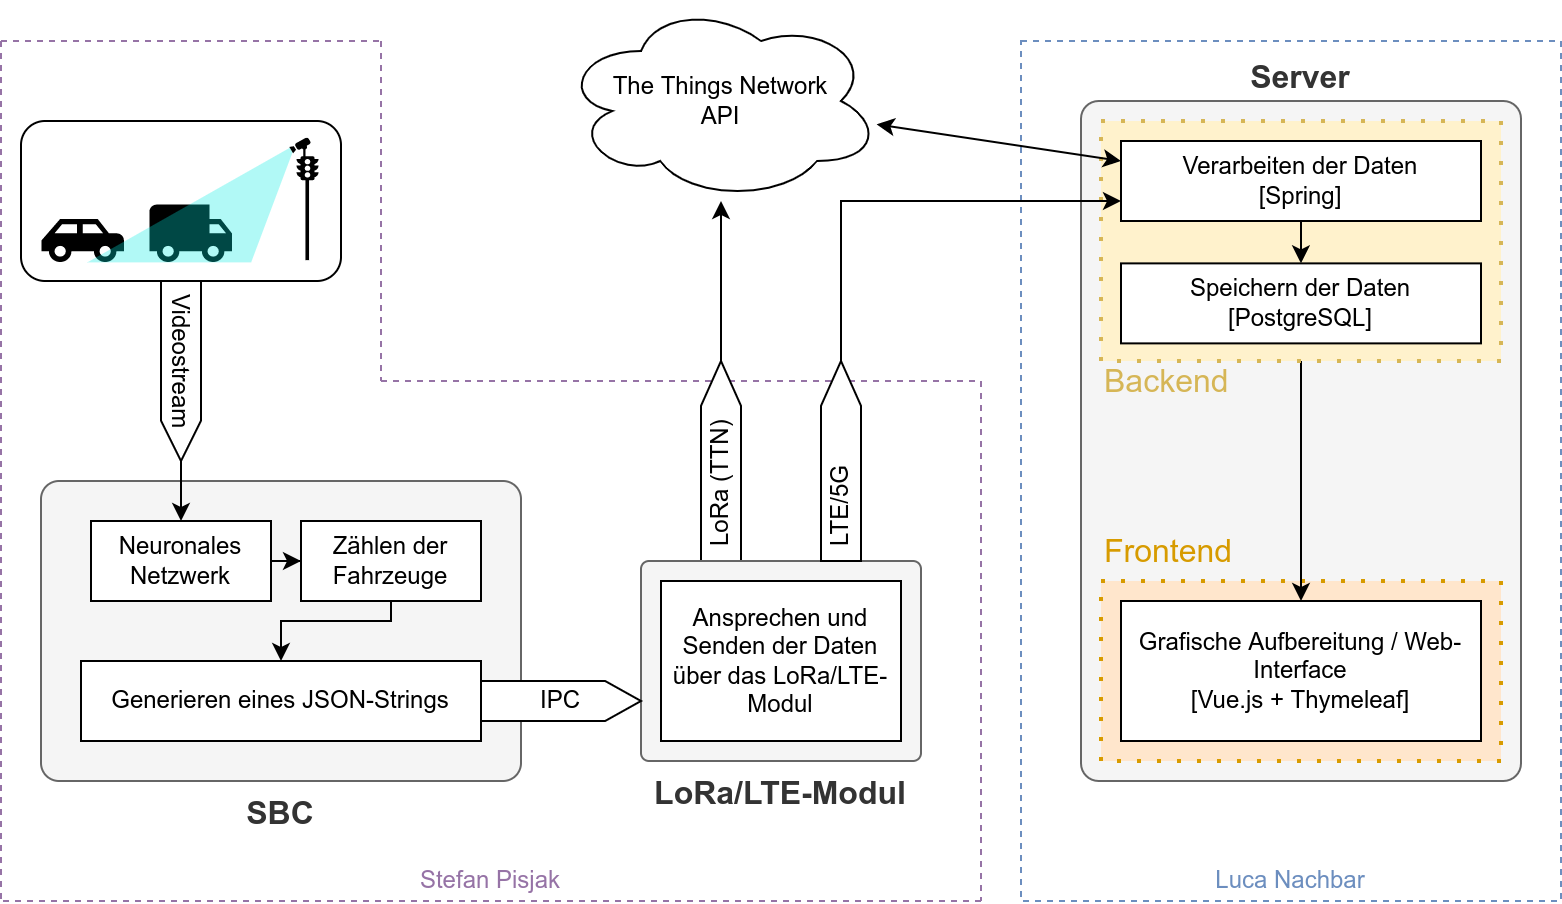 The Things Network
API
Server
Verarbeiten der Daten
[Spring]
Speichern der Daten
[PostgreSQL]
Backend
Videostream
LoRa (TTN)
LTE/5G
Neuronales
Netzwerk
Zählen der
Fahrzeuge
Generieren eines JSON-Strings
IPC
SBC
Ansprechen und
Senden der Daten
über das LoRa/LTE-
Modul
LoRa/LTE-Modul
Frontend
Grafische Aufbereitung / Web-
Interface
[Vue.js + Thymeleaf]
Stefan Pisjak
Luca Nachbar